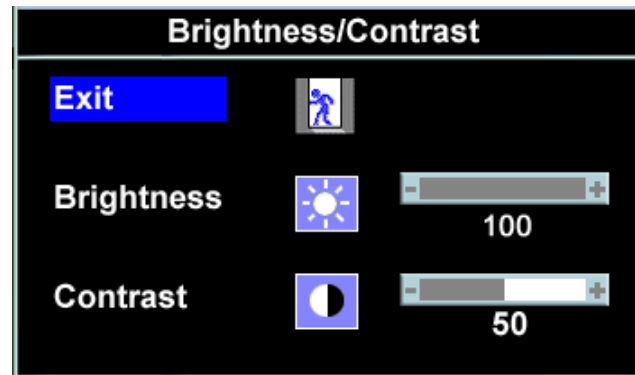 Brightness/Contrast
Exit
Brightness - +
100
Contrast - +
50